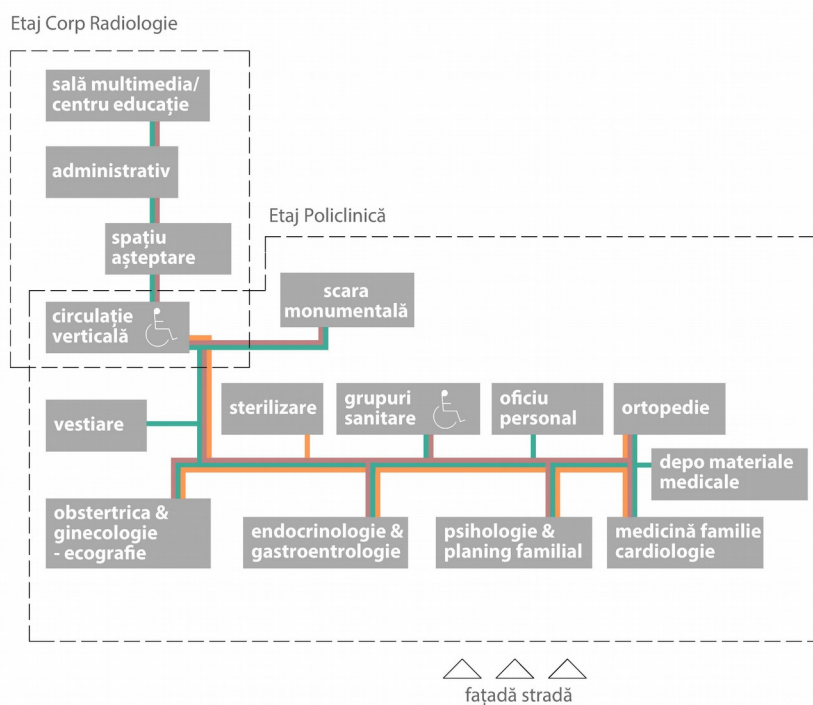 Etaj Corp Radiologie
sală multimedia/
centru educație
administrativ
Etaj Policlinică
spațiu
așteptare
scara
monumentală
circulație
verticală
sterilizare
grupuri
sanitare
oficiu
personal
ortopedie
vestiare
depo materiale
medicale
obstertrica &
ginecologie
- ecografie
endocrinologie &
gastroentrologie
psihologie &
planing familial
medicină familie
cardiologie
fațadă stradă